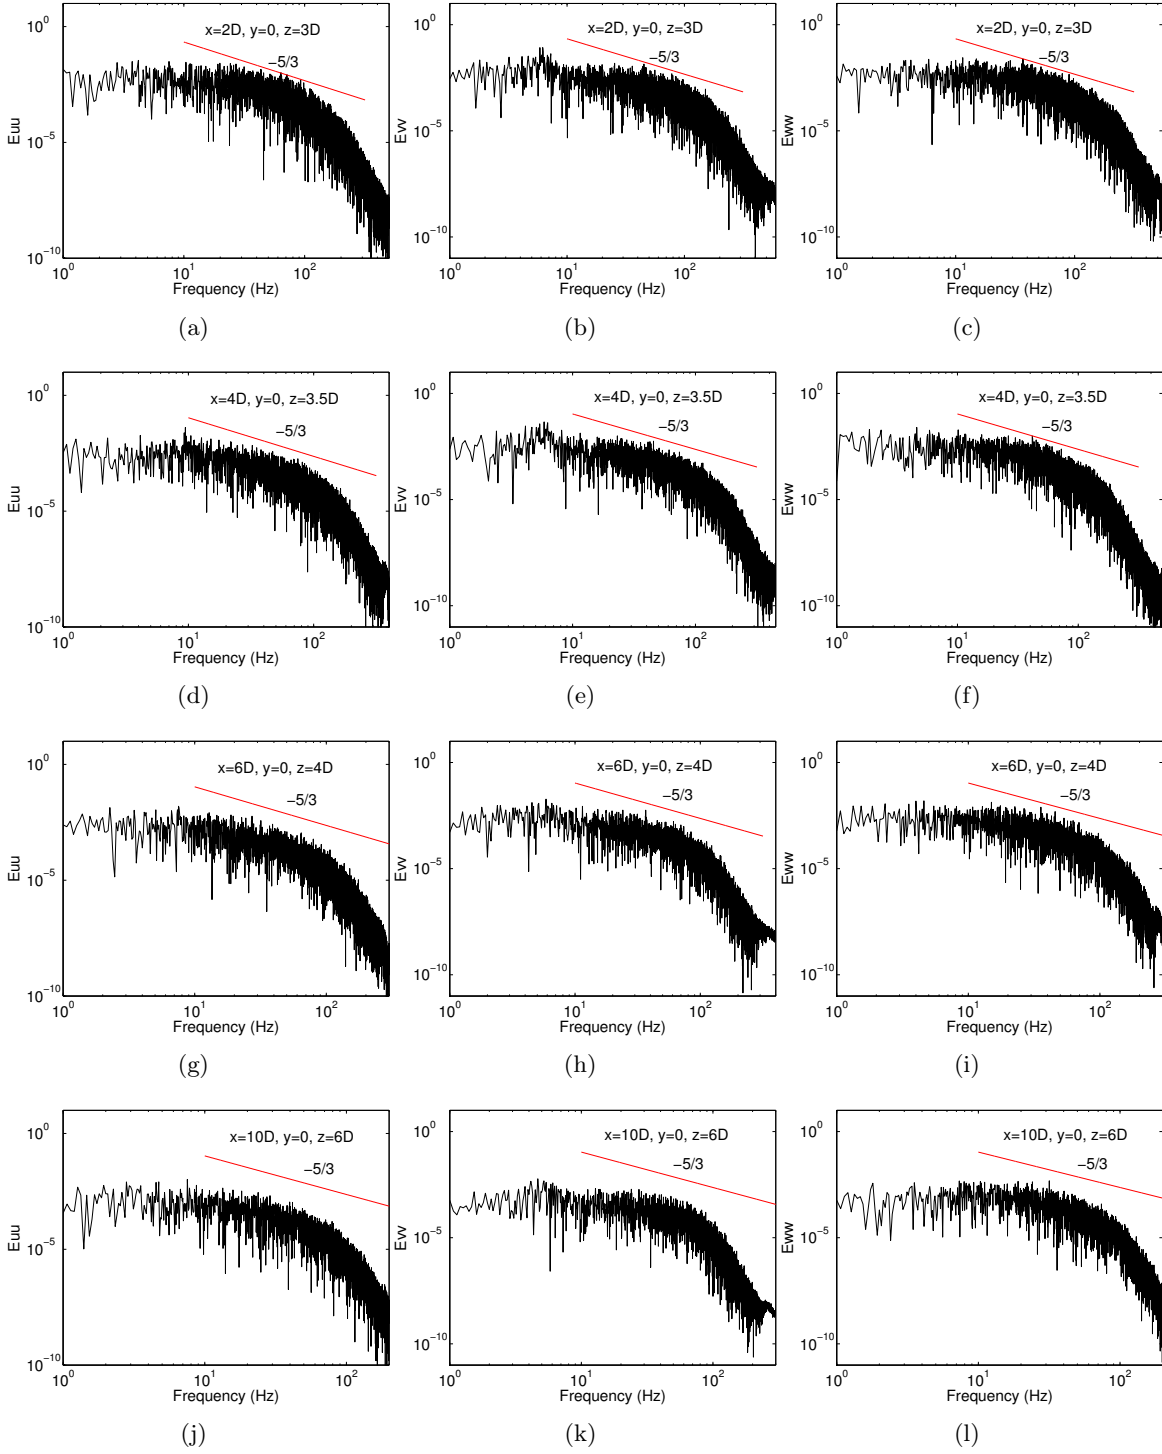 10^0
10^-5
10^-10
Euu
x=2D, y=0, z=3D
-5/3
10^0 10^1 10^2
Frequency (Hz)
(a)
10^0
10^-5
10^-10
Evv
x=2D, y=0, z=3D
-5/3
10^0 10^1 10^2
Frequency (Hz)
(b)
10^0
10^-5
10^-10
Eww
x=2D, y=0, z=3D
-5/3
10^0 10^1 10^2
Frequency (Hz)
(c)
10^0
10^-5
10^-10
Euu
x=4D, y=0, z=3.5D
-5/3
10^0 10^1 10^2
Frequency (Hz)
(d)
10^0
10^-5
10^-10
Evv
x=4D, y=0, z=3.5D
-5/3
10^0 10^1 10^2
Frequency (Hz)
(e)
10^0
10^-5
10^-10
Eww
x=4D, y=0, z=3.5D
-5/3
10^0 10^1 10^2
Frequency (Hz)
(f)
10^0
10^-5
10^-10
Euu
x=6D, y=0, z=4D
-5/3
10^0 10^1 10^2
Frequency (Hz)
(g)
10^0
10^-5
10^-10
Evv
x=6D, y=0, z=4D
-5/3
10^0 10^1 10^2
Frequency (Hz)
(h)
10^0
10^-5
10^-10
Eww
x=6D, y=0, z=4D
-5/3
10^0 10^1 10^2
Frequency (Hz)
(i)
10^0
10^-5
10^-10
Euu
x=10D, y=0, z=6D
-5/3
10^0 10^1 10^2
Frequency (Hz)
(j)
10^0
10^-5
10^-10
Evv
x=10D, y=0, z=6D
-5/3
10^0 10^1 10^2
Frequency (Hz)
(k)
10^0
10^-5
10^-10
Eww
x=10D, y=0, z=6D
-5/3
10^0 10^1 10^2
Frequency (Hz)
(l)